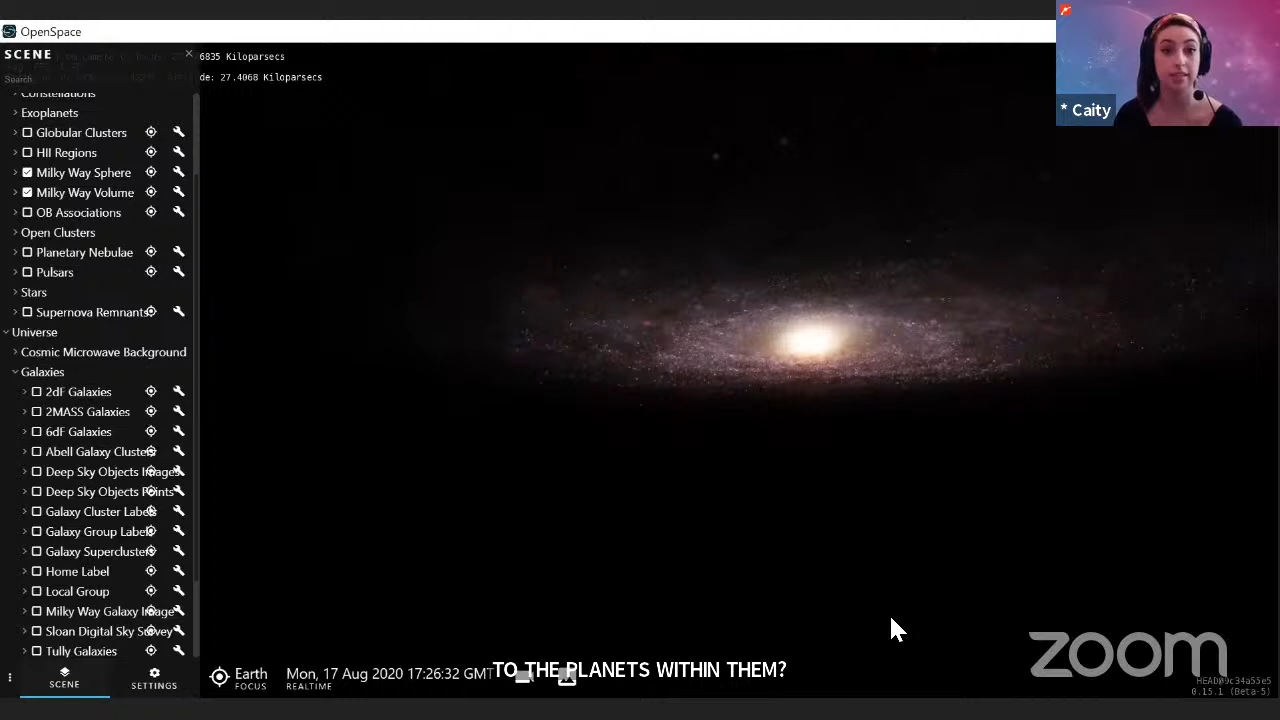 OpenSpace
SCENE
6835 Kiloparsecs
Search...
de: 27.4068 Kiloparsecs
Constellations
Exoplanets
Globular Clusters
HII Regions
Milky Way Sphere
Milky Way Volume
OB Associations
Open Clusters
Planetary Nebulae
Pulsars
Stars
Supernova Remnants
Universe
Cosmic Microwave Background
Galaxies
2dF Galaxies
2MASS Galaxies
6dF Galaxies
Abell Galaxy Clusters
Deep Sky Objects Images
Deep Sky Objects Points
Galaxy Cluster Labels
Galaxy Group Labels
Galaxy Superclusters
Home Label
Local Group
Milky Way Galaxy Image
Sloan Digital Sky Survey
Tully Galaxies
SCENE
SETTINGS
Earth
FOCUS
Mon, 17 Aug 2020 17:26:32 GMT
REALTIME
TO THE PLANETS WITHIN THEM?
* Caity
zoom
HEAD@9c34a55e5
0.15.1 (Beta-5)